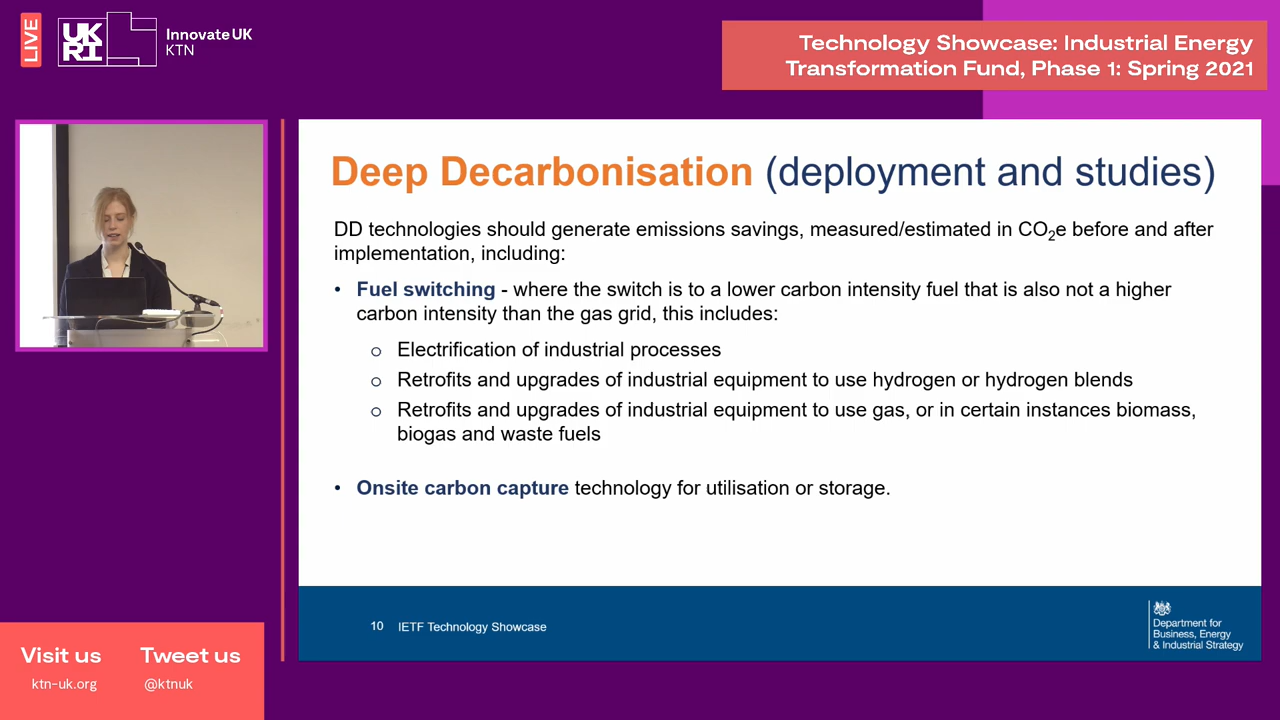 LIVE
UK
RI
Innovate UK
KTN
Technology Showcase: Industrial Energy
Transformation Fund, Phase 1: Spring 2021
Deep Decarbonisation (deployment and studies)
DD technologies should generate emissions savings, measured/estimated in CO₂e before and after
implementation, including:
• Fuel switching - where the switch is to a lower carbon intensity fuel that is also not a higher
carbon intensity than the gas grid, this includes:
o Electrification of industrial processes
o Retrofits and upgrades of industrial equipment to use hydrogen or hydrogen blends
o Retrofits and upgrades of industrial equipment to use gas, or in certain instances biomass,
biogas and waste fuels
• Onsite carbon capture technology for utilisation or storage.
10 IETF Technology Showcase
Department for
Business, Energy
& Industrial Strategy
Visit us
ktn-uk.org
Tweet us
@ktnuk